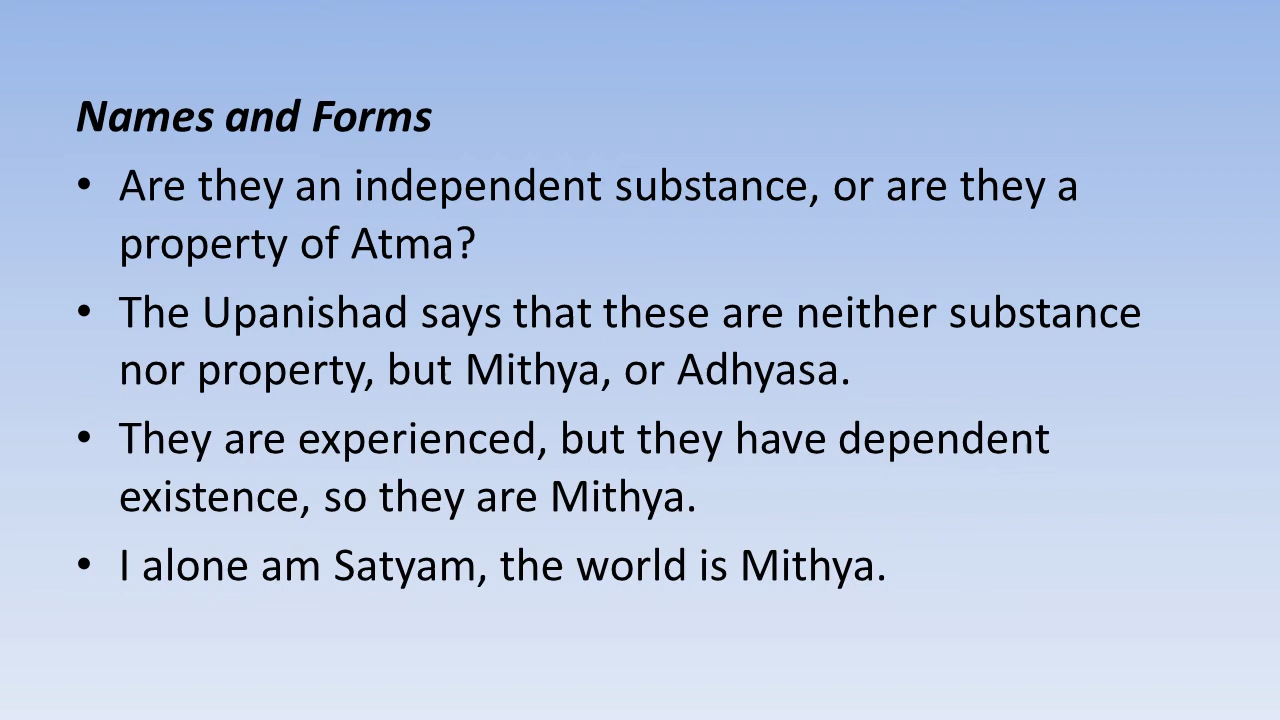 Names and Forms
• Are they an independent substance, or are they a
property of Atma?
• The Upanishad says that these are neither substance
nor property, but Mithya, or Adhyasa.
• They are experienced, but they have dependent
existence, so they are Mithya.
• I alone am Satyam, the world is Mithya.